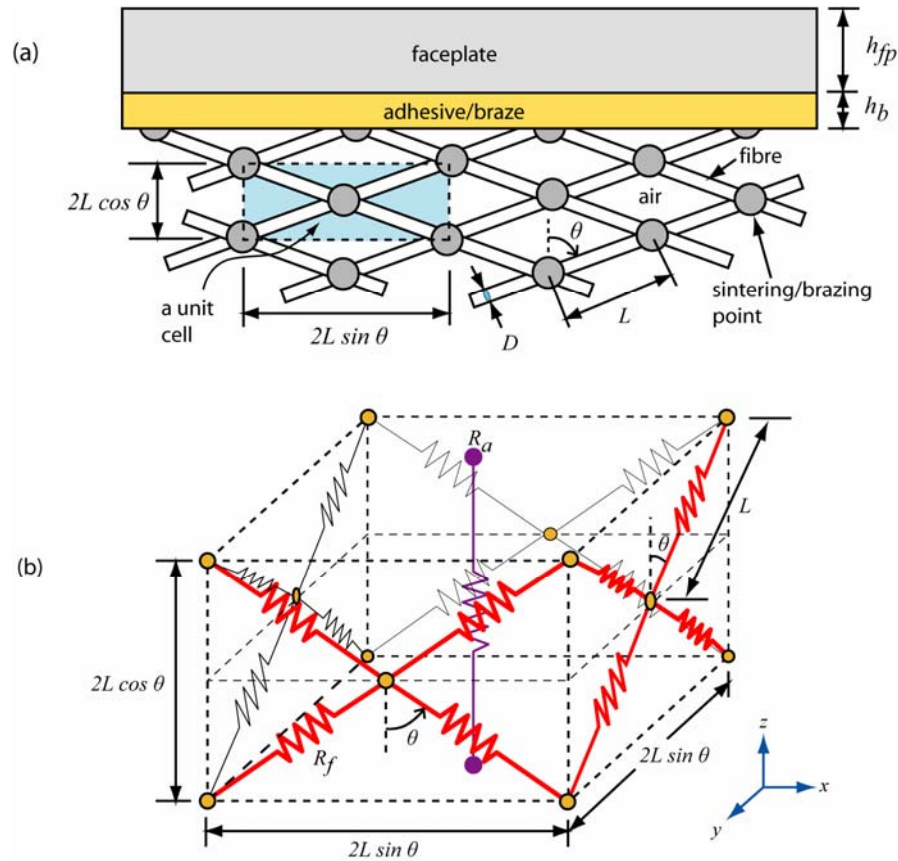 (a)
faceplate
h_fp
adhesive/braze
h_b
fibre
air
2L cos θ
θ
a unit
cell
2L sin θ
D
L
sintering/brazing
point
(b)
R_a
L
θ
2L cos θ
θ
R_f
2L sin θ
2L sin θ
z
x
y